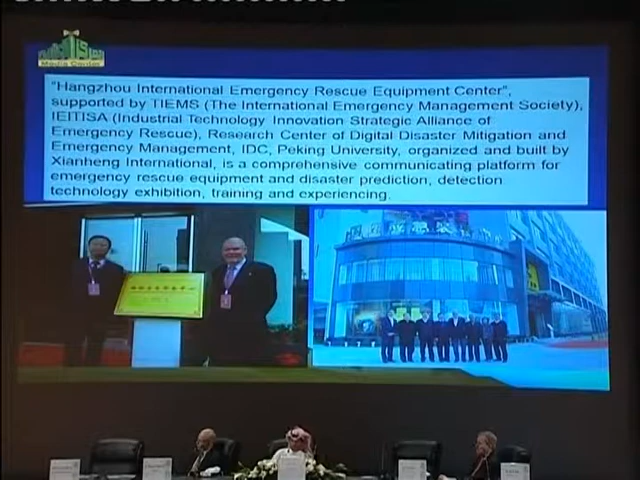 Media Center
"Hangzhou International Emergency Rescue Equipment Center",
supported by TIEMS (The International Emergency Management Society),
IEITISA (Industrial Technology Innovation Strategic Alliance of
Emergency Rescue), Research Center of Digital Disaster Mitigation and
Emergency Management, IDC, Peking University, organized and built by
Xianheng International, is a comprehensive communicating platform for
emergency rescue equipment and disaster prediction, detection
technology exhibition, training and experiencing.